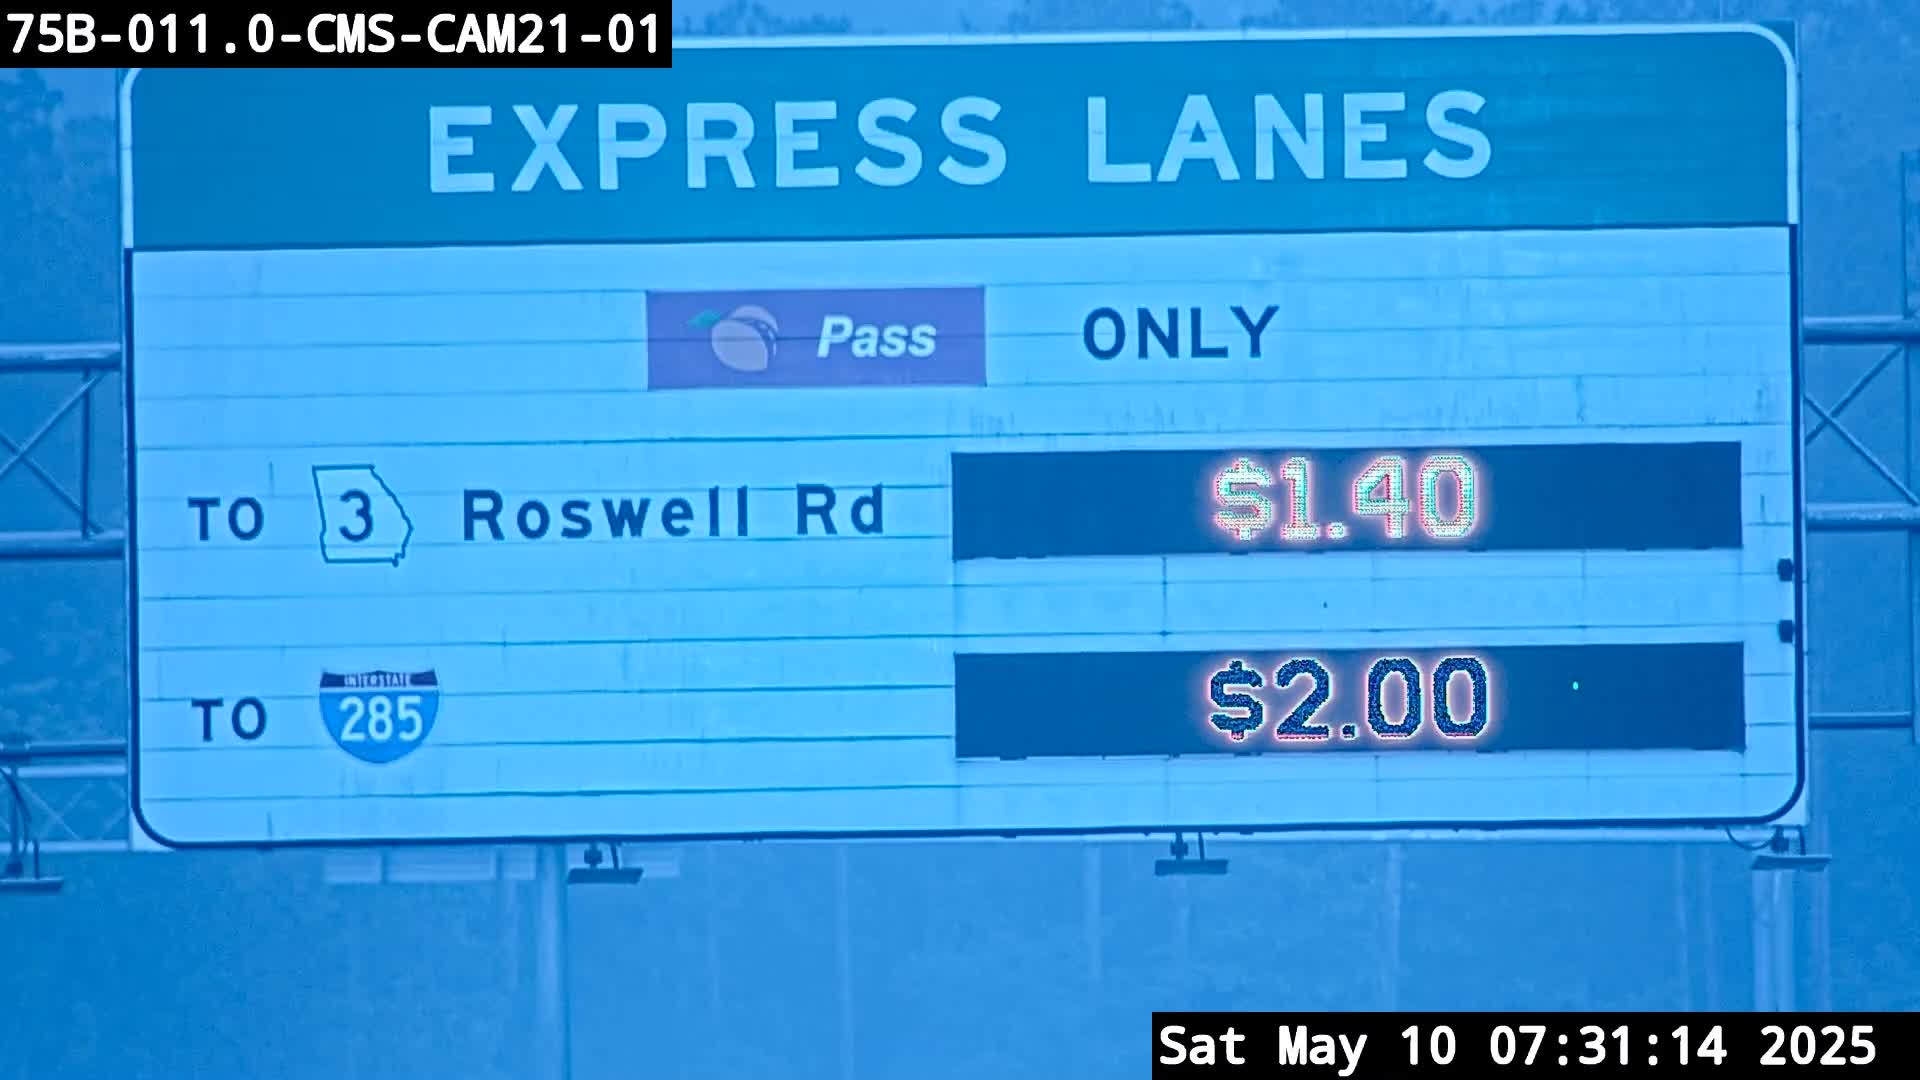 75B-011.0-CMS-CAM21-01
EXPRESS LANES
Pass ONLY
TO 3 Roswell Rd $1.40
TO INTERSTATE 285 $2.00
Sat May 10 07:31:14 2025